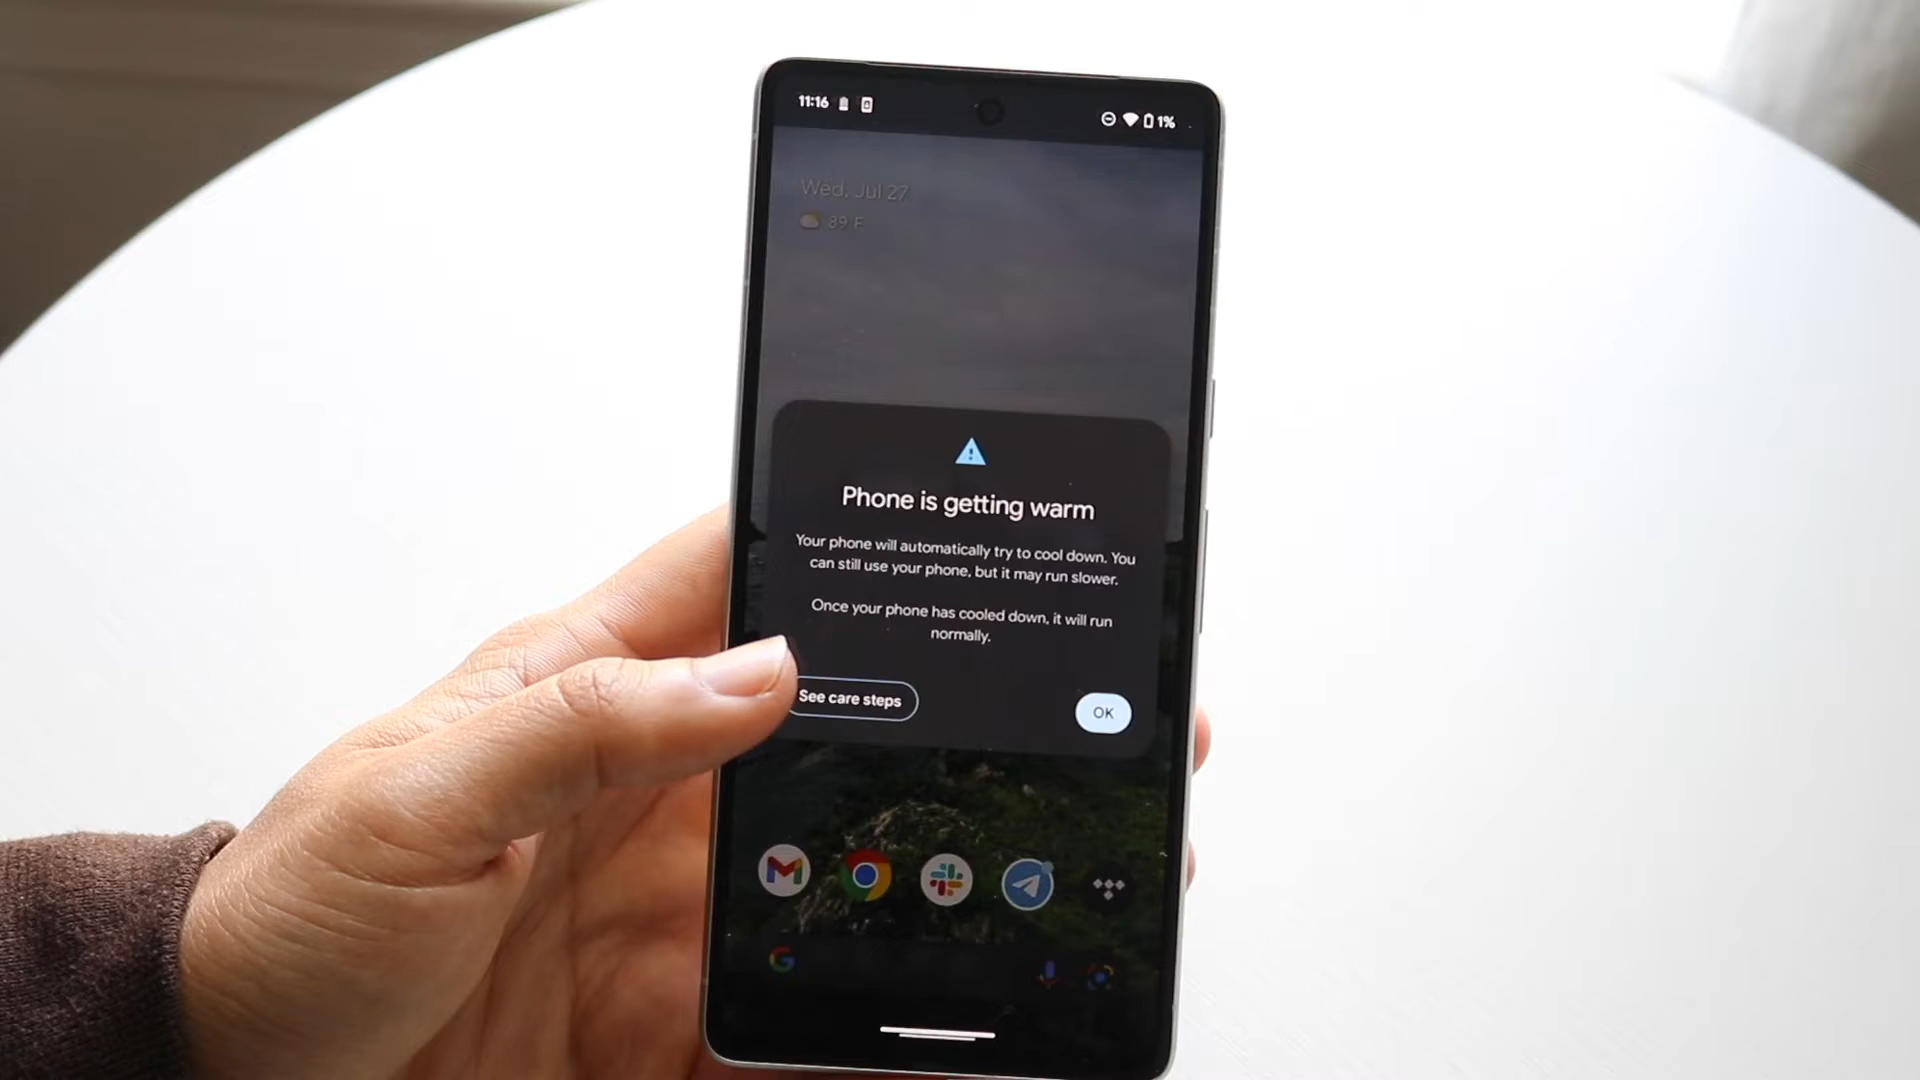 11:16
1%
Wed, Jul 27
89°F
Phone is getting warm
Your phone will automatically try to cool down. You
can still use your phone, but it may run slower.
Once your phone has cooled down, it will run
normally.
See care steps
OK